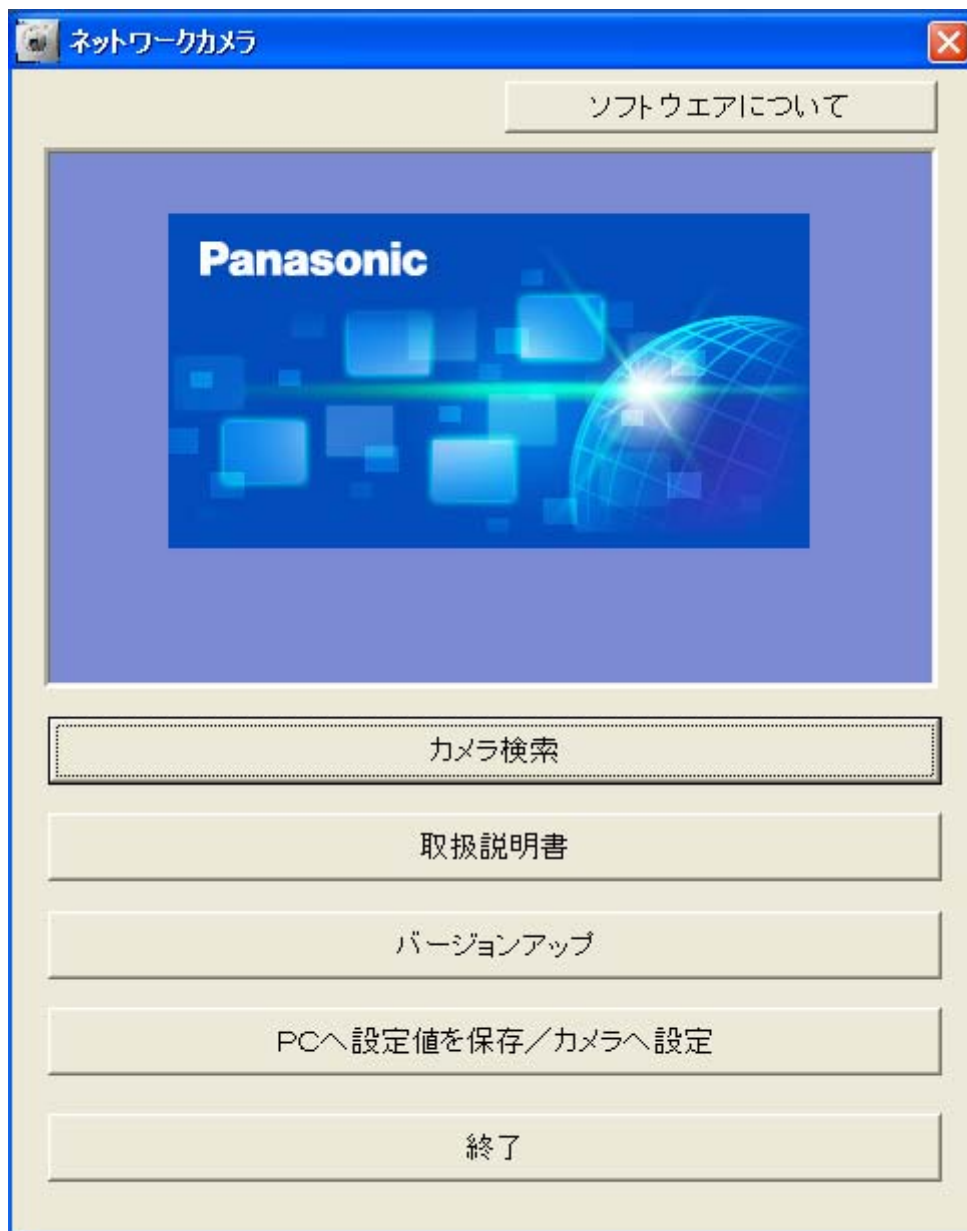 ネットワークカメラ
ソフトウエアについて
Panasonic
カメラ検索
取扱説明書
バージョンアップ
PCへ設定値を保存／カメラへ設定
終了